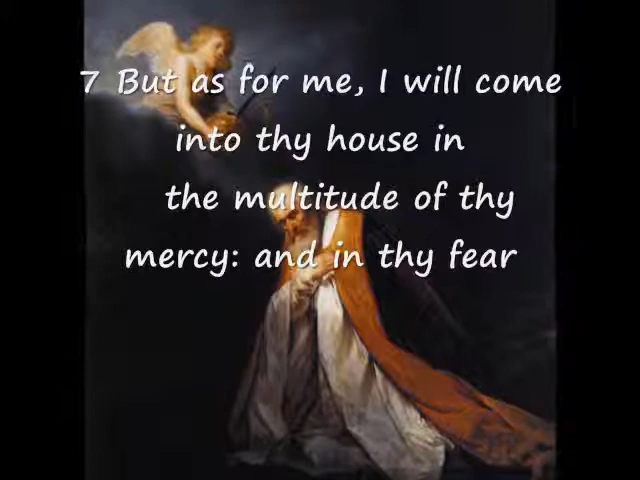 7 But as for me, I will come
into thy house in
the multitude of thy
mercy: and in thy fear